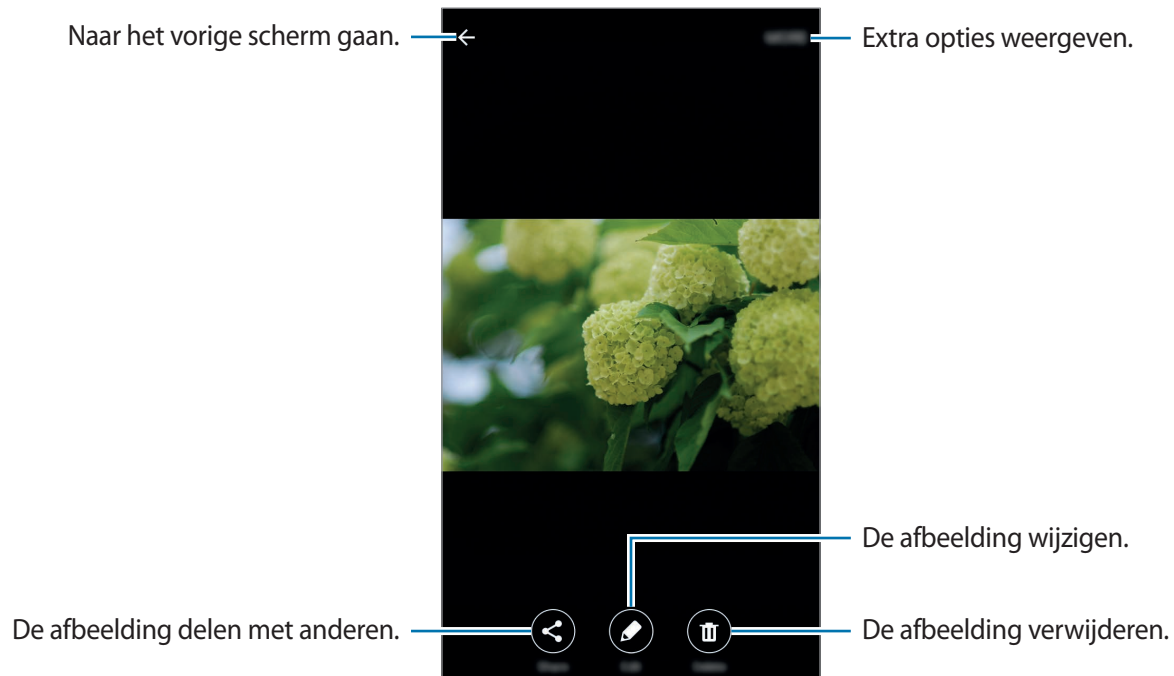 Naar het vorige scherm gaan.
Extra opties weergeven.
De afbeelding wijzigen.
De afbeelding delen met anderen.
De afbeelding verwijderen.